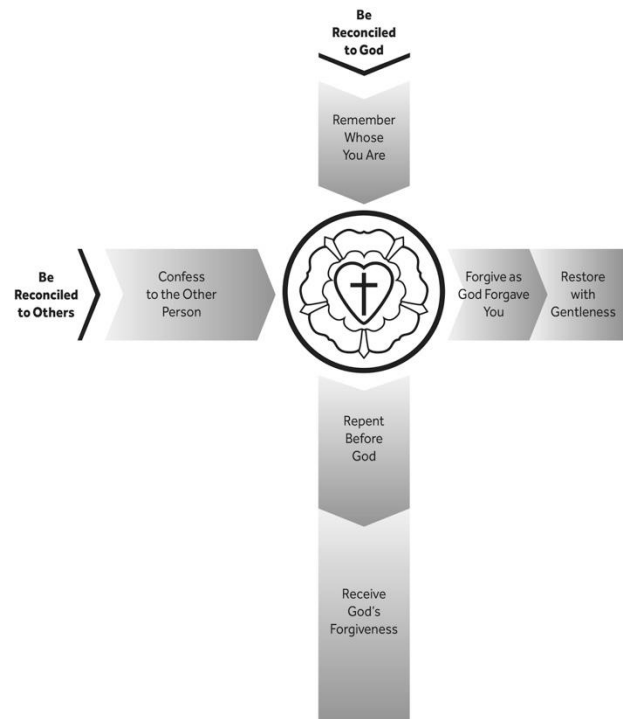 Be
Reconciled
to God
Remember
Whose
You Are
Be
Reconciled
to Others
Confess
to the Other
Person
Forgive as
God Forgave
You
Restore
with
Gentleness
Repent
Before
God
Receive
God's
Forgiveness